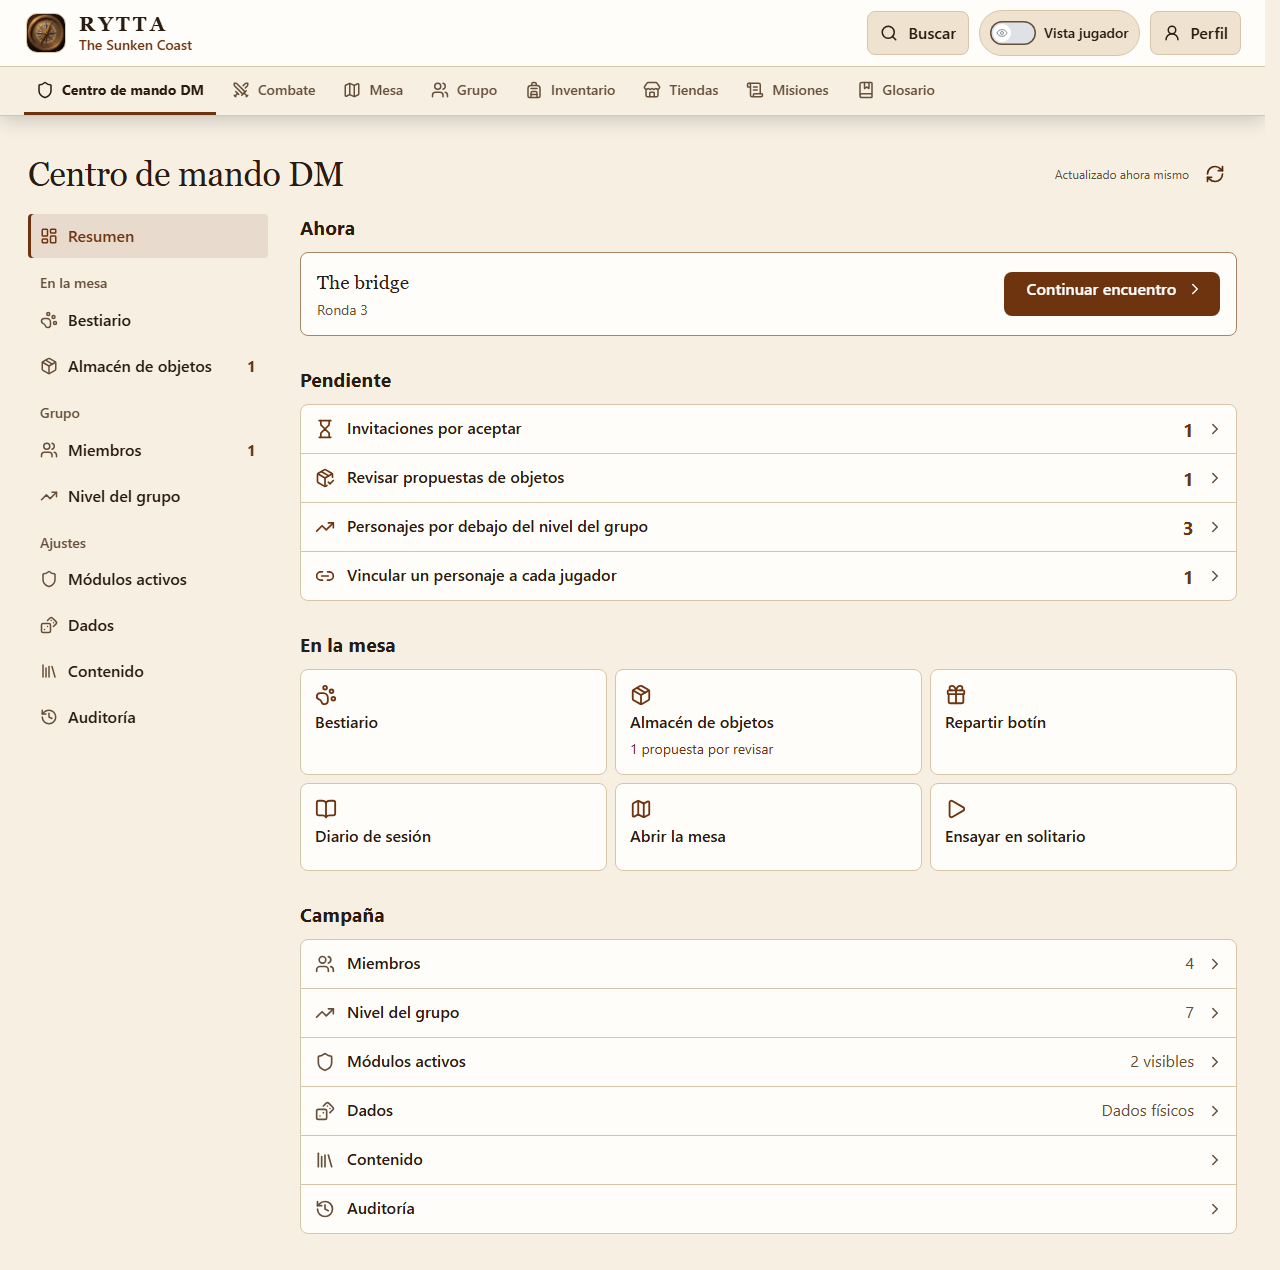 RYTTA
The Sunken Coast
Buscar
Vista jugador
Perfil
Centro de mando DM
Combate
Mesa
Grupo
Inventario
Tiendas
Misiones
Glosario
Centro de mando DM
Actualizado ahora mismo
Resumen
En la mesa
Bestiario
Almacén de objetos 1
Grupo
Miembros 1
Nivel del grupo
Ajustes
Módulos activos
Dados
Contenido
Auditoría
Ahora
The bridge
Ronda 3
Continuar encuentro
Pendiente
Invitaciones por aceptar 1
Revisar propuestas de objetos 1
Personajes por debajo del nivel del grupo 3
Vincular un personaje a cada jugador 1
En la mesa
Bestiario
Almacén de objetos
1 propuesta por revisar
Repartir botín
Diario de sesión
Abrir la mesa
Ensayar en solitario
Campaña
Miembros 4
Nivel del grupo 7
Módulos activos 2 visibles
Dados Dados físicos
Contenido
Auditoría